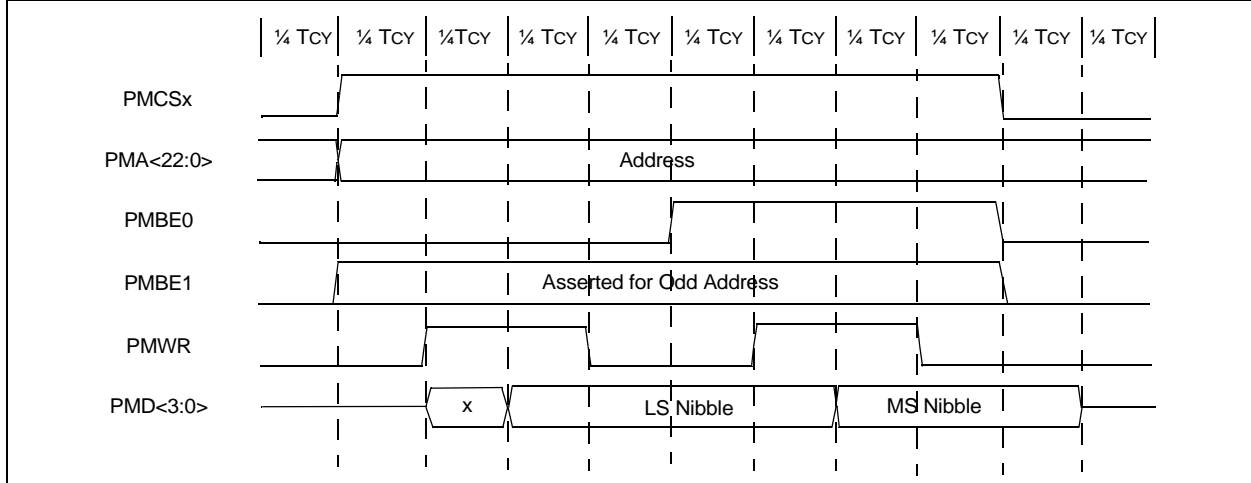 ¼ TCY ¼ TCY ¼TCY ¼ TCY ¼ TCY ¼ TCY ¼ TCY ¼ TCY ¼ TCY ¼ TCY ¼ TCY
PMCSx
PMA<22:0> Address
PMBE0
PMBE1 Asserted for Odd Address
PMWR
PMD<3:0> x LS Nibble MS Nibble